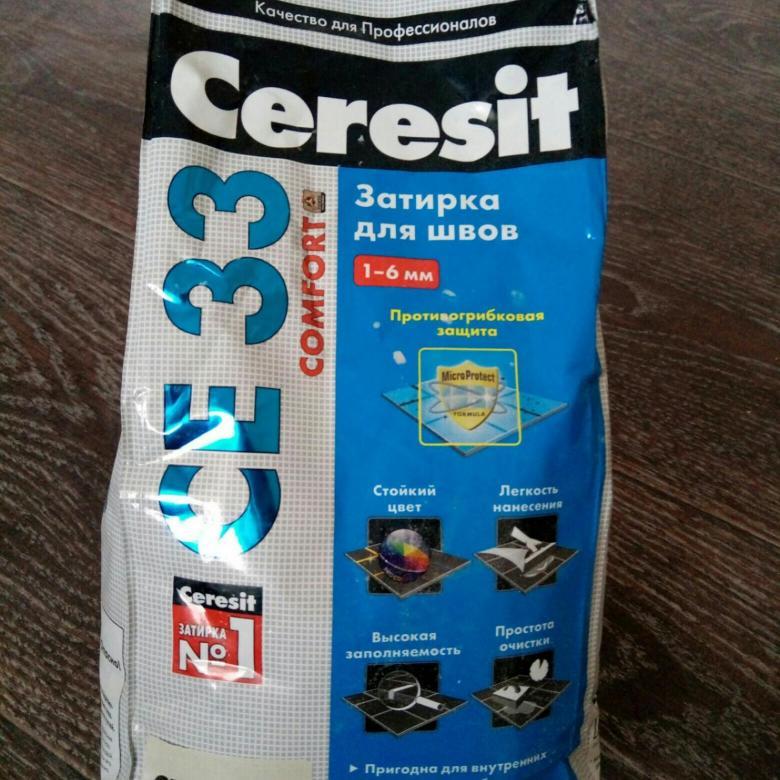 Качество для Профессионалов
Ceresit
CE 33
COMFORT
Затирка
для швов
1–6 мм
Противогрибковая
защита
MicroProtect
FORMULA
Стойкий
цвет
Легкость
нанесения
Высокая
заполняемость
Простота
очистки
Ceresit
ЗАТИРКА
№1
▸ Пригодна для внутренних